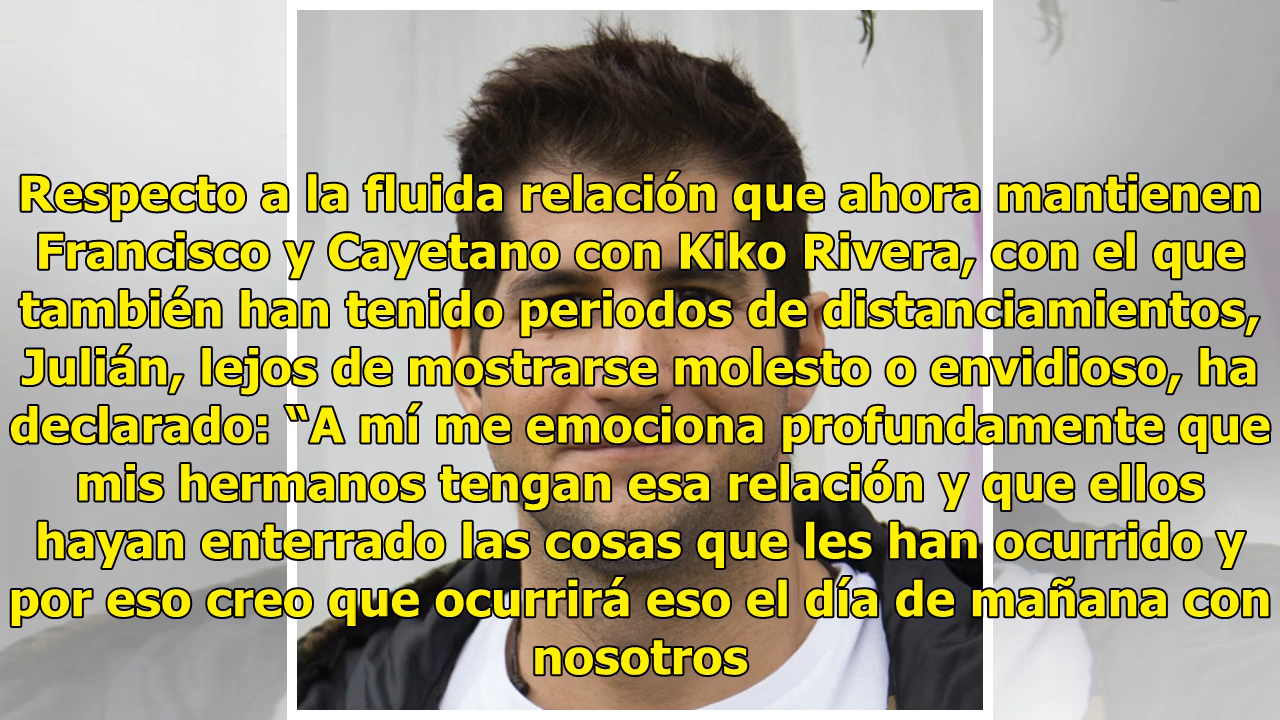 Respecto a la fluida relación que ahora mantienen
Francisco y Cayetano con Kiko Rivera, con el que
también han tenido periodos de distanciamientos,
Julián, lejos de mostrarse molesto o envidioso, ha
declarado: “A mí me emociona profundamente que
mis hermanos tengan esa relación y que ellos
hayan enterrado las cosas que les han ocurrido y
por eso creo que ocurrirá eso el día de mañana con
nosotros